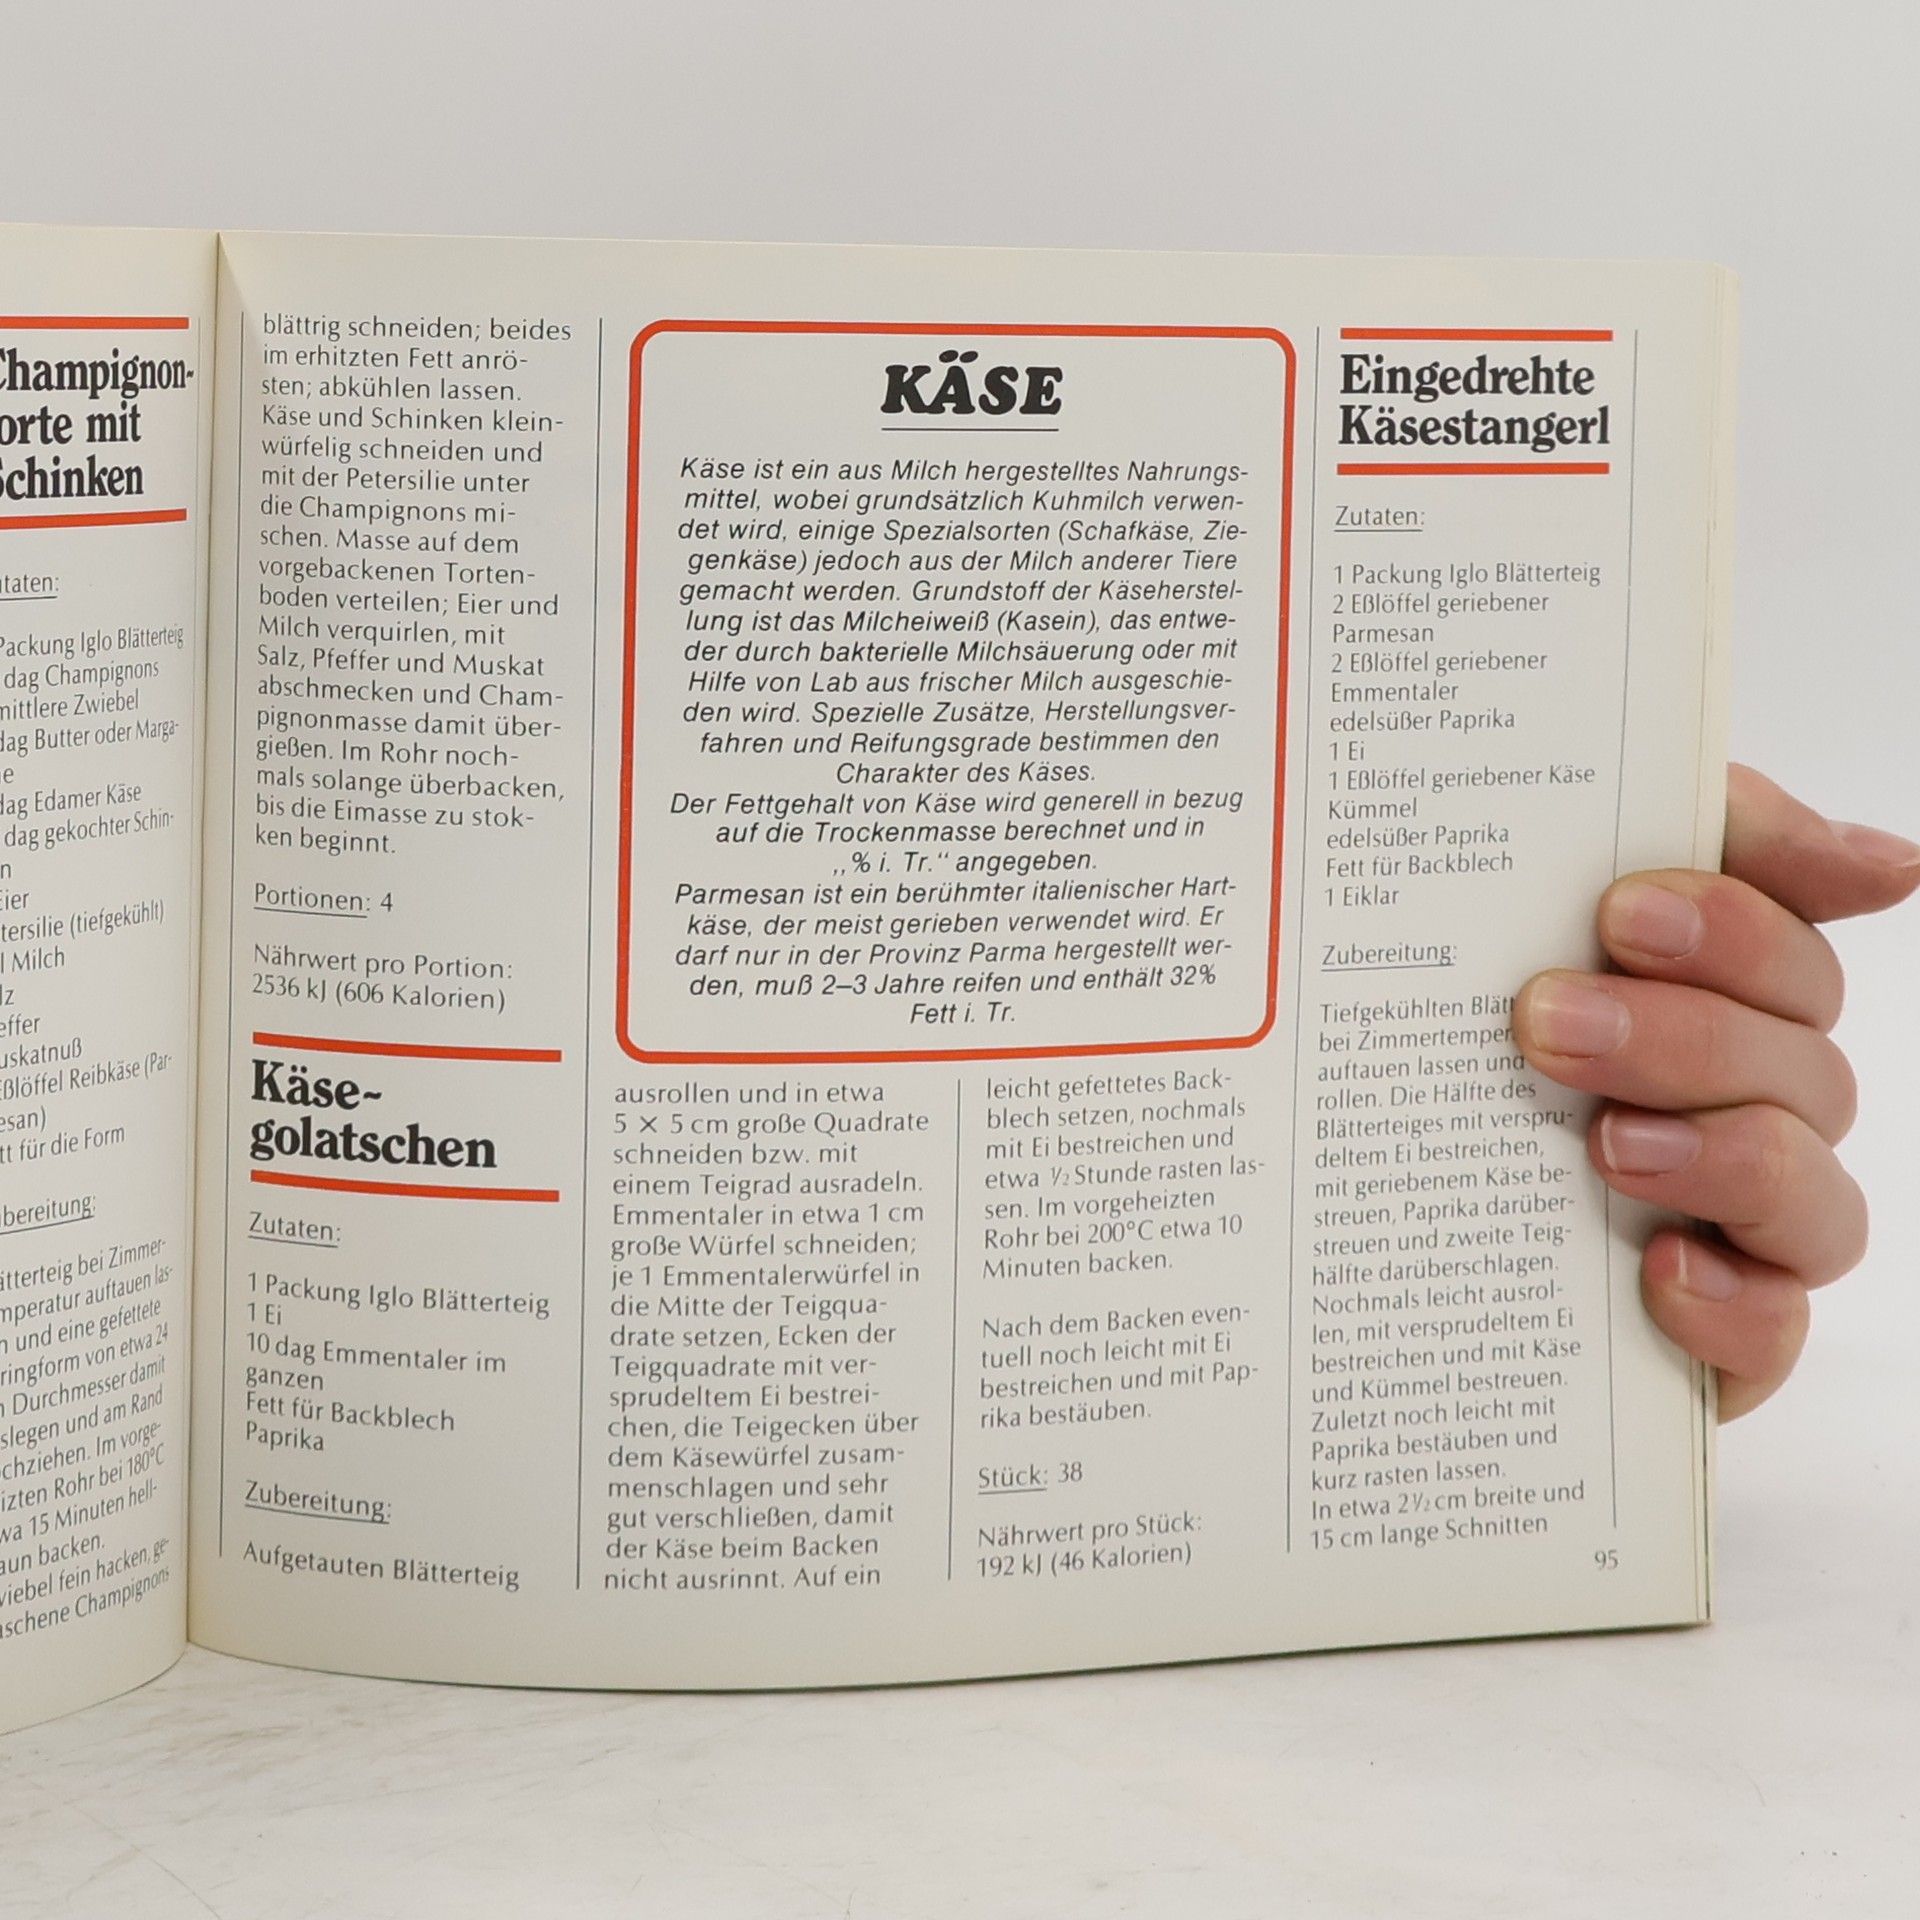 orte mit
dag Champignons
mittlere Zwiebel
dag Butter oder Marga-
dag Edamer Käse
dag gekochter Schin-
Milch
tt für die Form
mperatur auftauen las-
n und eine gefettete
ringform von etwa 24
Durchmesser damit
slegen und am Rand
chziehen. Im vorge-
izten Rohr bei 180°C
wa 15 Minuten hell-
aun backen.
wiebel fein hacken, ge-
aschene Champignons
blättrig schneiden; beides
im erhitzten Fett anrö-
sten; abkühlen lassen.
Käse und Schinken klein-
würfelig schneiden und
mit der Petersilie unter
die Champignons mi-
schen. Masse auf dem
vorgebackenen Torten-
boden verteilen; Eier und
Milch verquirlen, mit
Salz, Pfeffer und Muskat
abschmecken und Cham-
pignonmasse damit über-
gießen. Im Rohr noch-
mals solange überbacken,
bis die Eimasse zu stok-
ken beginnt.
Portionen: 4
Nährwert pro Portion:
2536 kJ (606 Kalorien)
Käse-
golatschen
Zutaten:
1 Packung Iglo Blätterteig
1 Ei
10 dag Emmentaler im
ganzen
Fett für Backblech
Paprika
Zubereitung:
Aufgetauten Blätterteig
KÄSE
Käse ist ein aus Milch hergestelltes Nahrungs-
mittel, wobei grundsätzlich Kuhmilch verwen-
det wird, einige Spezialsorten (Schafkäse, Zie-
genkäse) jedoch aus der Milch anderer Tiere
gemacht werden. Grundstoff der Käseherstel-
lung ist das Milcheiweiß (Kasein), das entwe-
der durch bakterielle Milchsäuerung oder mit
Hilfe von Lab aus frischer Milch ausgeschie-
den wird. Spezielle Zusätze, Herstellungsver-
fahren und Reifungsgrade bestimmen den
Charakter des Käses.
Der Fettgehalt von Käse wird generell in bezug
auf die Trockenmasse berechnet und in
„% i. Tr.“ angegeben.
Parmesan ist ein berühmter italienischer Hart-
käse, der meist gerieben verwendet wird. Er
darf nur in der Provinz Parma hergestellt wer-
den, muß 2–3 Jahre reifen und enthält 32%
Fett i. Tr.
ausrollen und in etwa
5 × 5 cm große Quadrate
schneiden bzw. mit
einem Teigrad ausradeln.
Emmentaler in etwa 1 cm
große Würfel schneiden;
je 1 Emmentalerwürfel in
die Mitte der Teigqua-
drate setzen, Ecken der
Teigquadrate mit ver-
sprudeltem Ei bestrei-
chen, die Teigecken über
dem Käsewürfel zusam-
menschlagen und sehr
gut verschließen, damit
der Käse beim Backen
nicht ausrinnt. Auf ein
leicht gefettetes Back-
blech setzen, nochmals
mit Ei bestreichen und
etwa ½ Stunde rasten las-
sen. Im vorgeheizten
Rohr bei 200°C etwa 10
Minuten backen.
Nach dem Backen even-
tuell noch leicht mit Ei
bestreichen und mit Pap-
rika bestäuben.
Stück: 38
Nährwert pro Stück:
192 kJ (46 Kalorien)
Eingedrehte
Käsestangerl
Zutaten:
1 Packung Iglo Blätterteig
2 Eßlöffel geriebener
Parmesan
2 Eßlöffel geriebener
Emmentaler
edelsüßer Paprika
1 Ei
1 Eßlöffel geriebener Käse
Kümmel
edelsüßer Paprika
Fett für Backblech
1 Eiklar
Zubereitung:
Tiefgekühlten Blät
bei Zimmertemper
auftauen lassen und
rollen. Die Hälfte des
Blätterteiges mit verspru-
deltem Ei bestreichen,
mit geriebenem Käse be-
streuen, Paprika darüber-
streuen und zweite Teig-
hälfte darüberschlagen.
Nochmals leicht ausrol-
len, mit versprudeltem Ei
bestreichen und mit Käse
und Kümmel bestreuen.
Zuletzt noch leicht mit
Paprika bestäuben und
kurz rasten lassen.
In etwa 2½ cm breite und
15 cm lange Schnitten
95